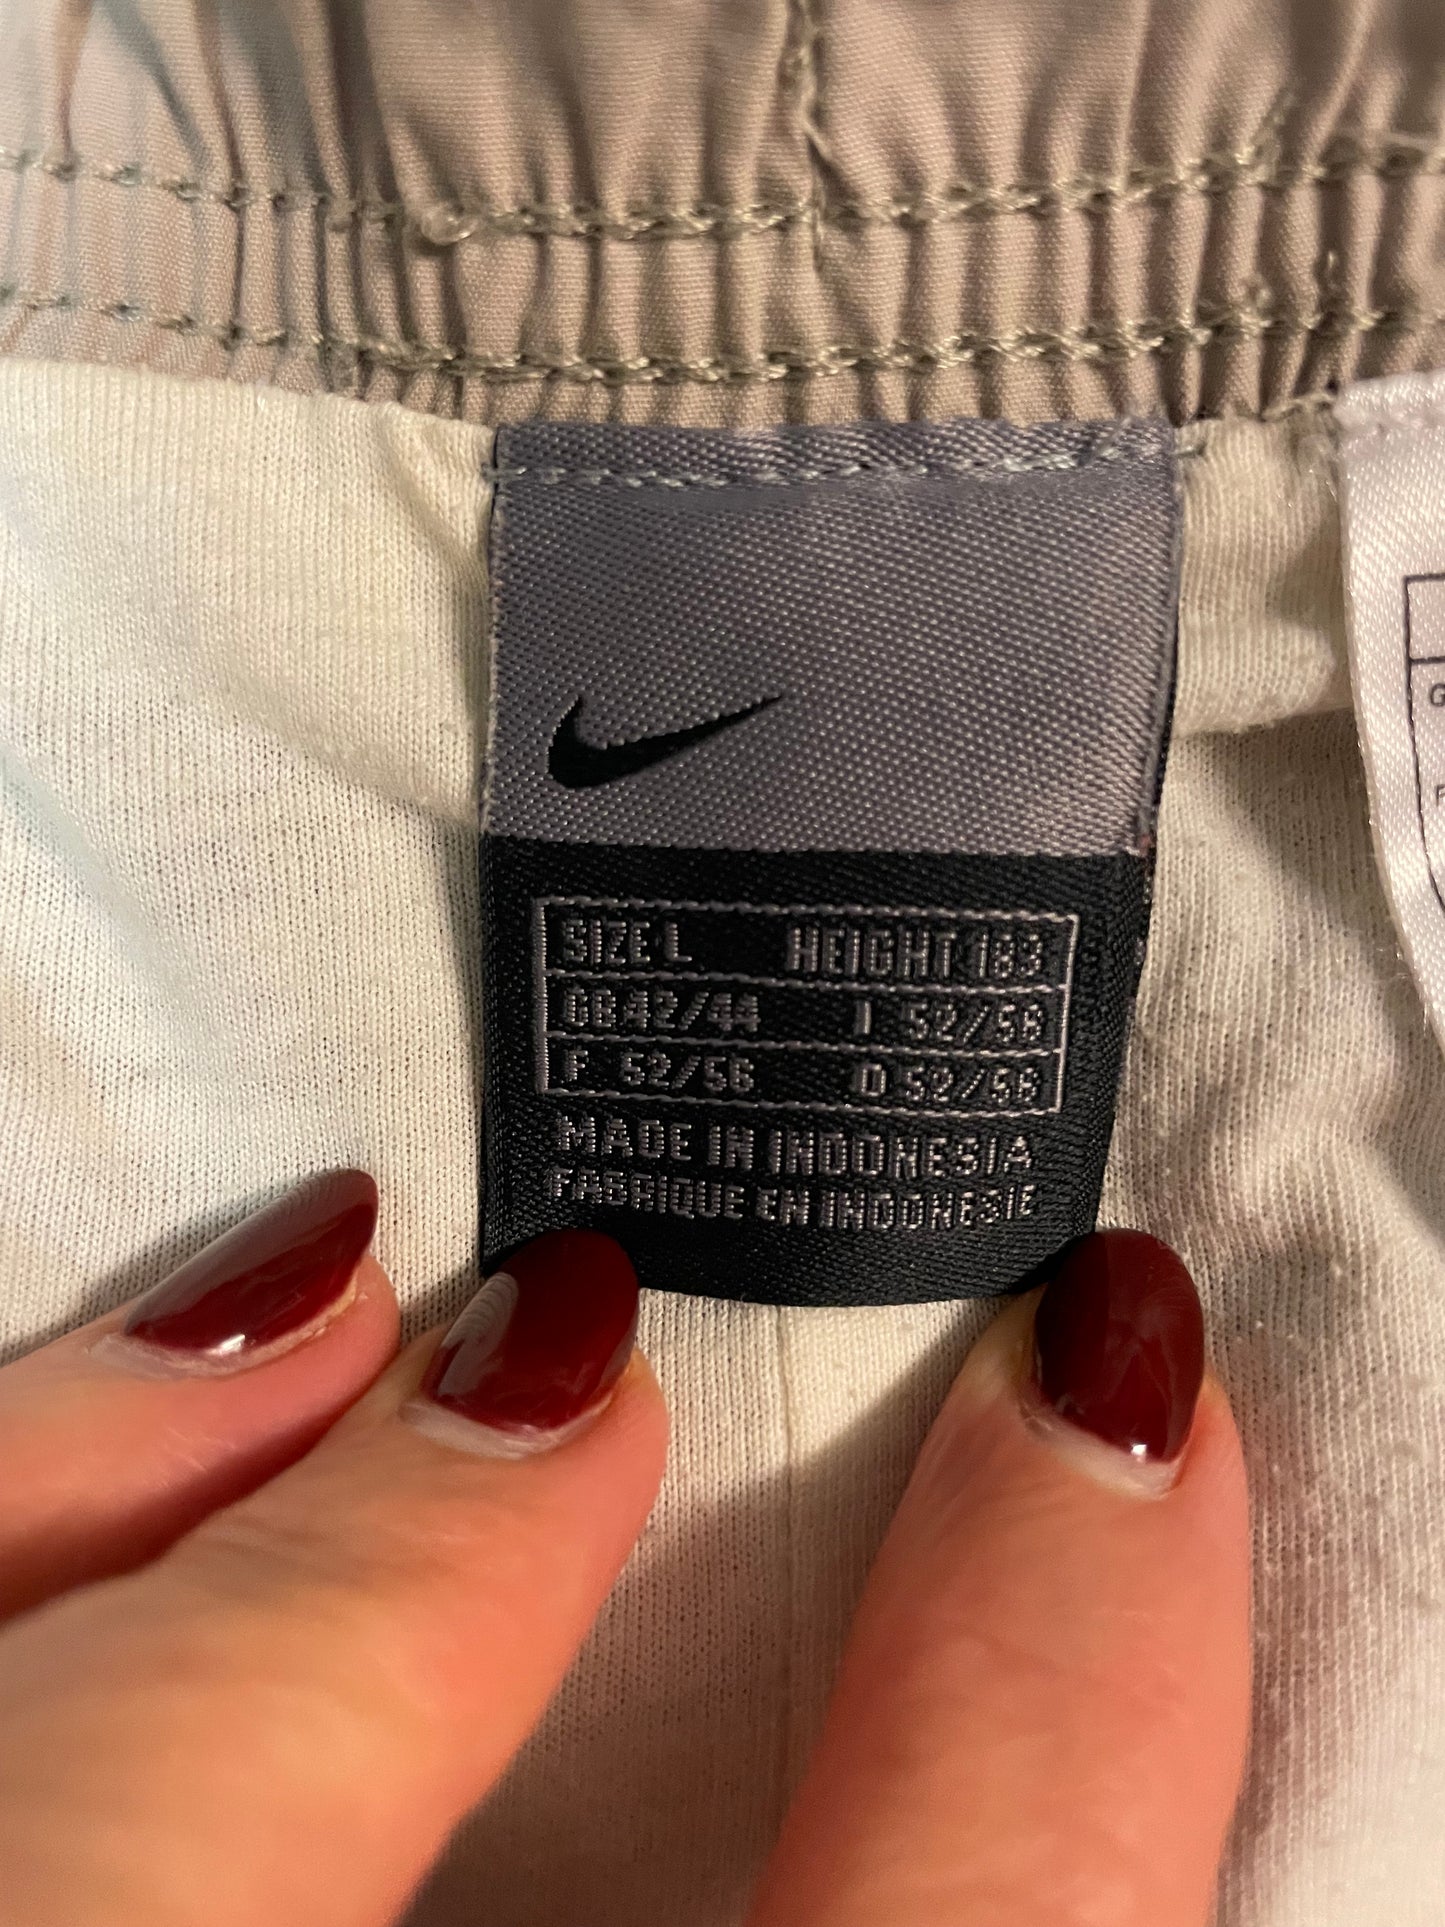 SIZE L HEIGHT 183
GB 42/44 I 52/56
F 52/56 D 52/56
MADE IN INDONESIA
FABRIQUE EN INDONESIE